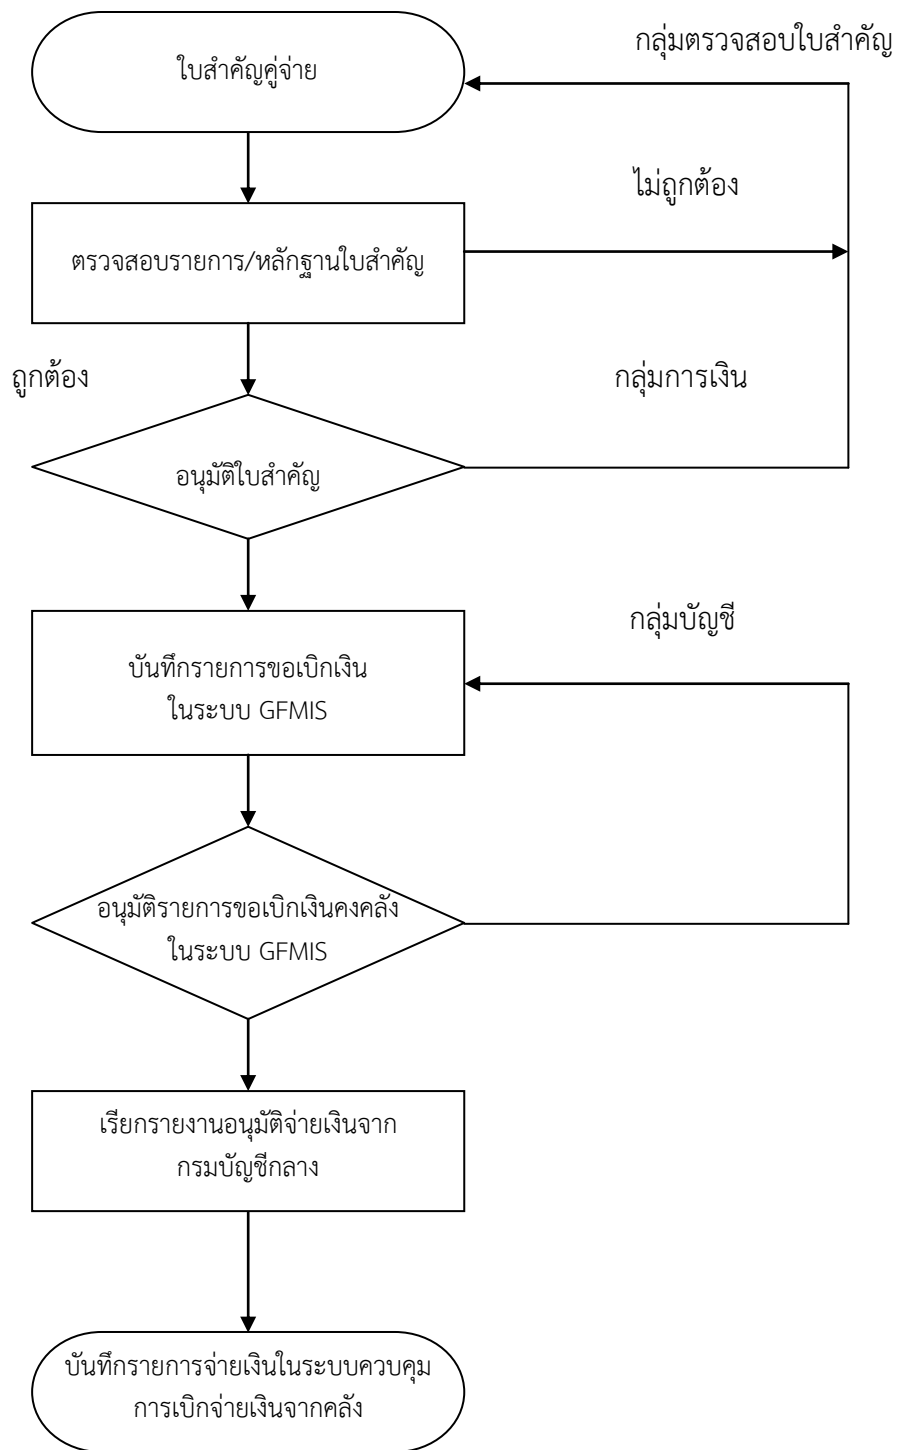 กลุ่มตรวจสอบใบสำคัญ
ใบสำคัญคู่จ่าย
ไม่ถูกต้อง
ตรวจสอบรายการ/หลักฐานใบสำคัญ
ถูกต้อง
กลุ่มการเงิน
อนุมัติใบสำคัญ
กลุ่มบัญชี
บันทึกรายการขอเบิกเงิน
ในระบบ GFMIS
อนุมัติรายการขอเบิกเงินคงคลัง
ในระบบ GFMIS
เรียกรายงานอนุมัติจ่ายเงินจาก
กรมบัญชีกลาง
บันทึกรายการจ่ายเงินในระบบควบคุม
การเบิกจ่ายเงินจากคลัง